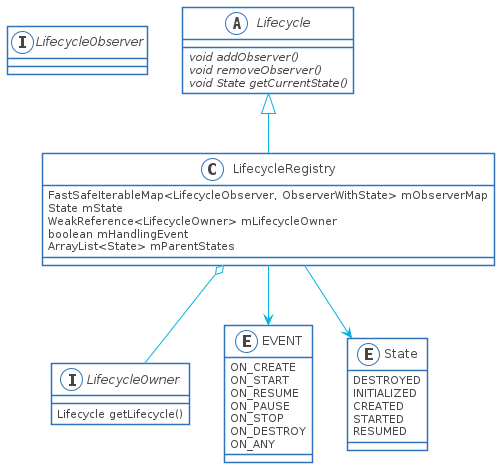 I LifecycleObserver
A Lifecycle
void addObserver()
void removeObserver()
void State getCurrentState()
C LifecycleRegistry
FastSafeIterableMap<LifecycleObserver, ObserverWithState> mObserverMap
State mState
WeakReference<LifecycleOwner> mLifecycleOwner
boolean mHandlingEvent
ArrayList<State> mParentStates
I LifecycleOwner
Lifecycle getLifecycle()
E EVENT
ON_CREATE
ON_START
ON_RESUME
ON_PAUSE
ON_STOP
ON_DESTROY
ON_ANY
E State
DESTROYED
INITIALIZED
CREATED
STARTED
RESUMED